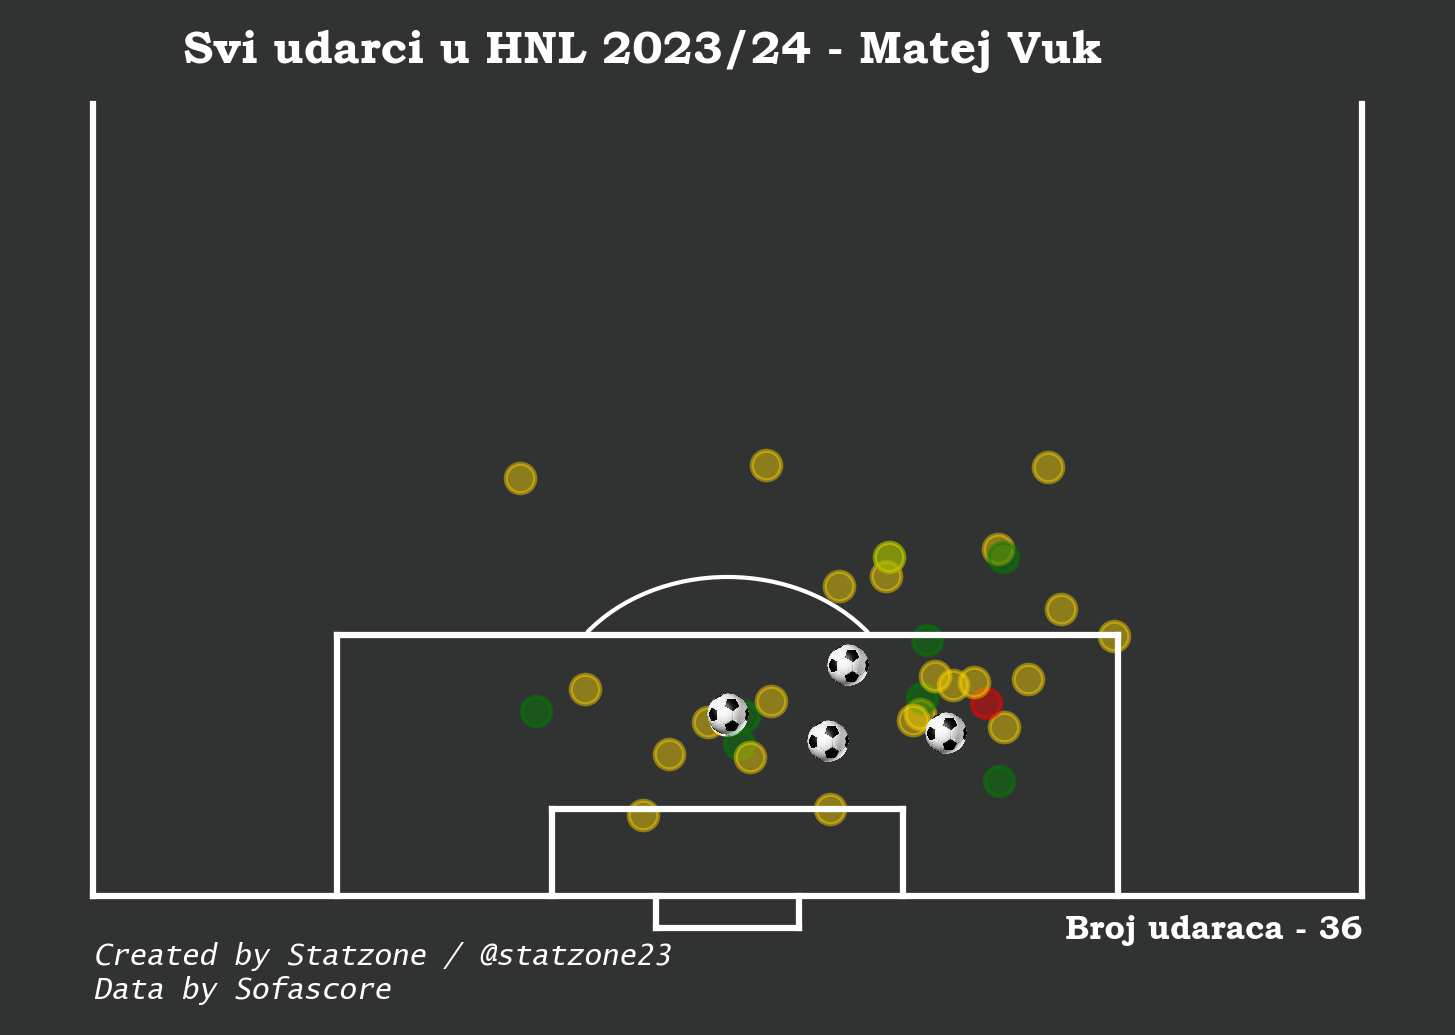 Svi udarci u HNL 2023/24 - Matej Vuk
Broj udaraca - 36
Created by Statzone / @statzone23
Data by Sofascore